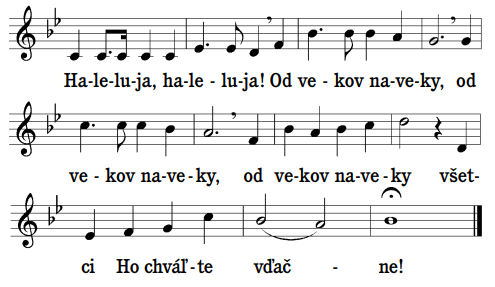 Ha-le-lu-ja, ha-le-lu-ja! Od ve-kov na-ve-ky, od
ve-kov na-ve-ky, od ve-kov na-ve-ky všet-
ci Ho chváľ-te vďač-ne!